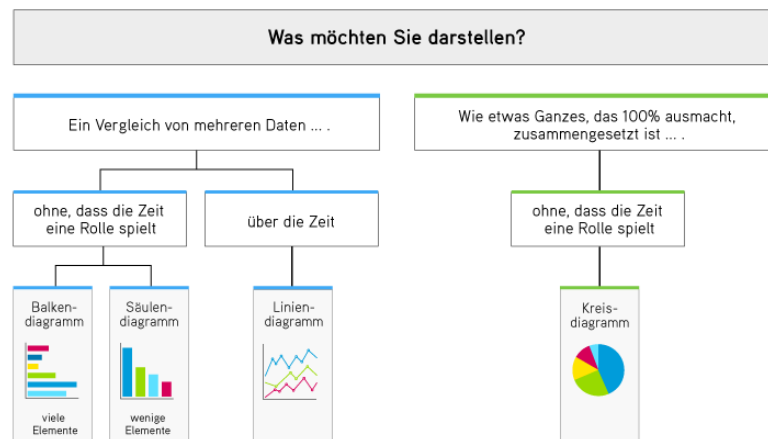 Was möchten Sie darstellen?
Ein Vergleich von mehreren Daten ... .
Wie etwas Ganzes, das 100% ausmacht,
zusammengesetzt ist ... .
ohne, dass die Zeit
eine Rolle spielt
über die Zeit
ohne, dass die Zeit
eine Rolle spielt
Balken-
diagramm
viele
Elemente
Säulen-
diagramm
wenige
Elemente
Linien-
diagramm
Kreis-
diagramm